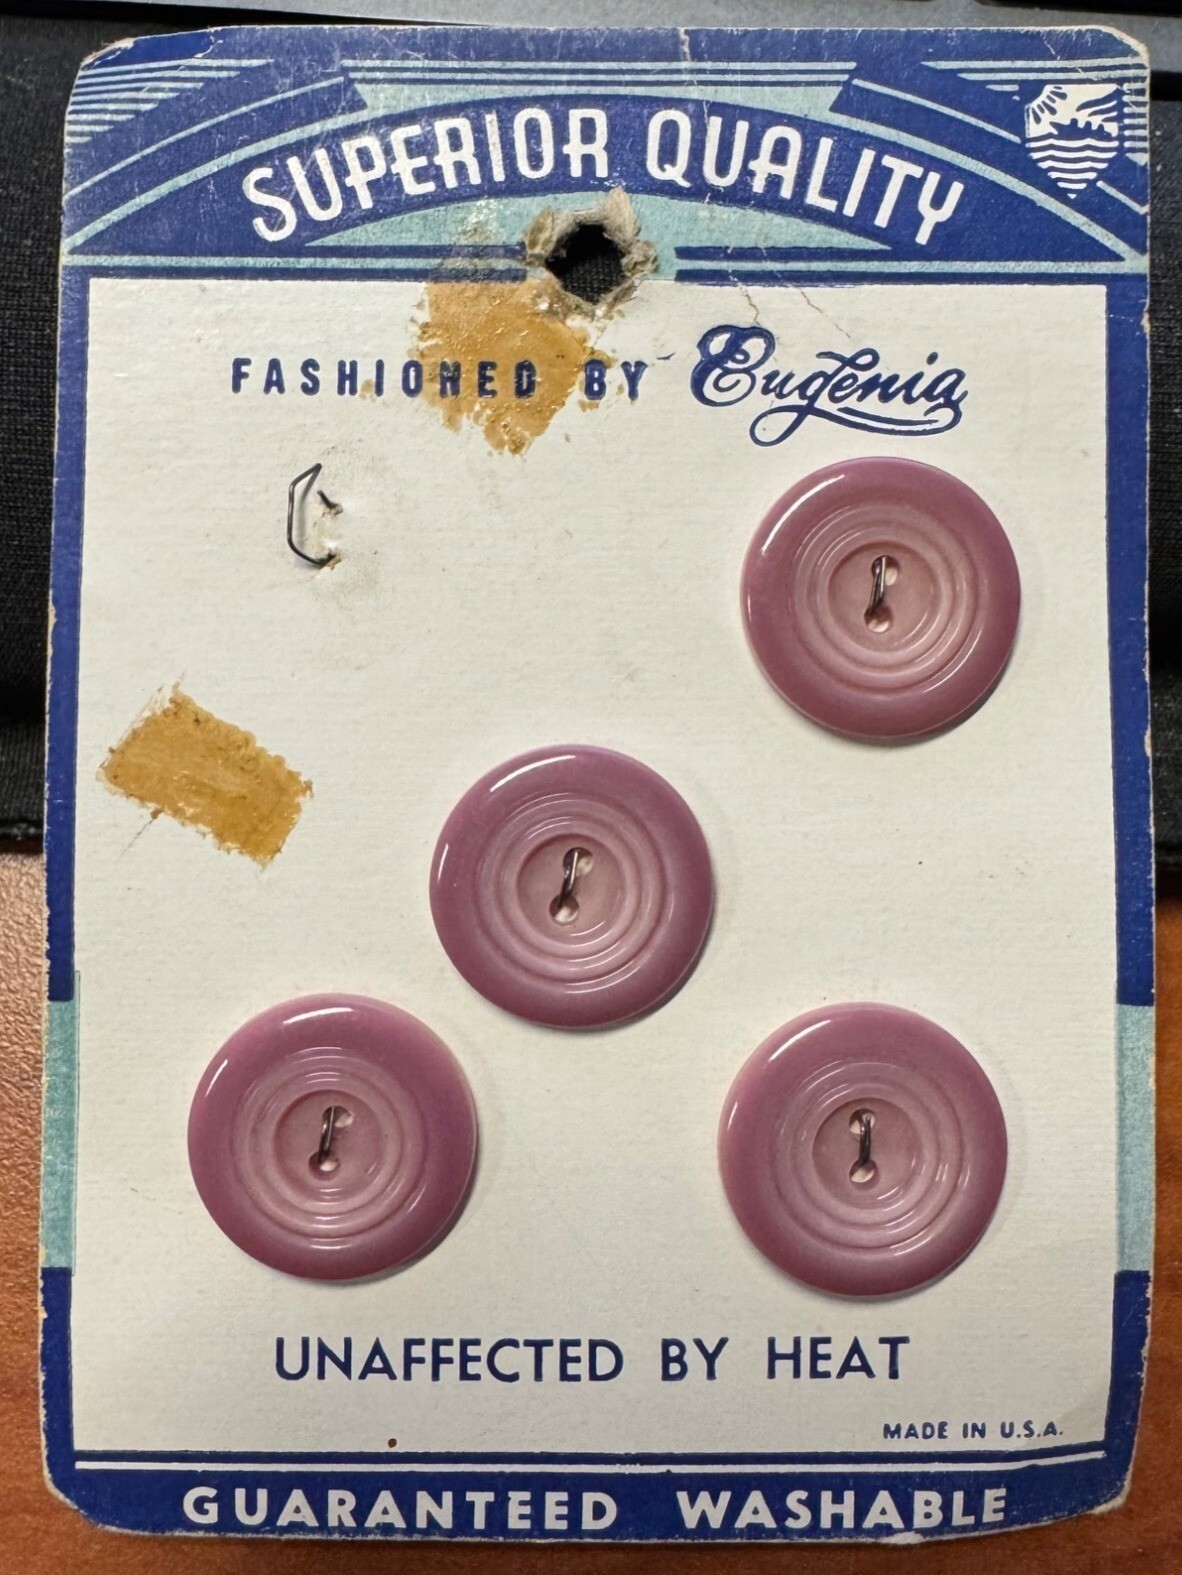 SUPERIOR QUALITY
FASHIONED BY Eugenia
UNAFFECTED BY HEAT
MADE IN U.S.A.
GUARANTEED WASHABLE